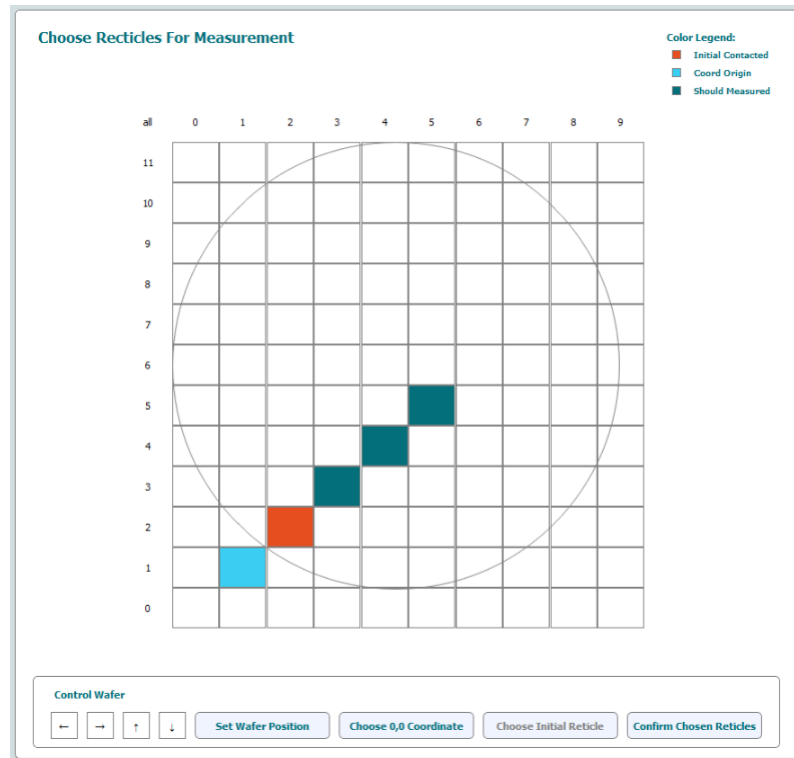 Choose Recticles For Measurement
Color Legend:
Initial Contacted
Coord Origin
Should Measured
all 0 1 2 3 4 5 6 7 8 9
11
10
9
8
7
6
5
4
3
2
1
0
Control Wafer
← → ↑ ↓ Set Wafer Position Choose 0,0 Coordinate Choose Initial Reticle Confirm Chosen Reticles